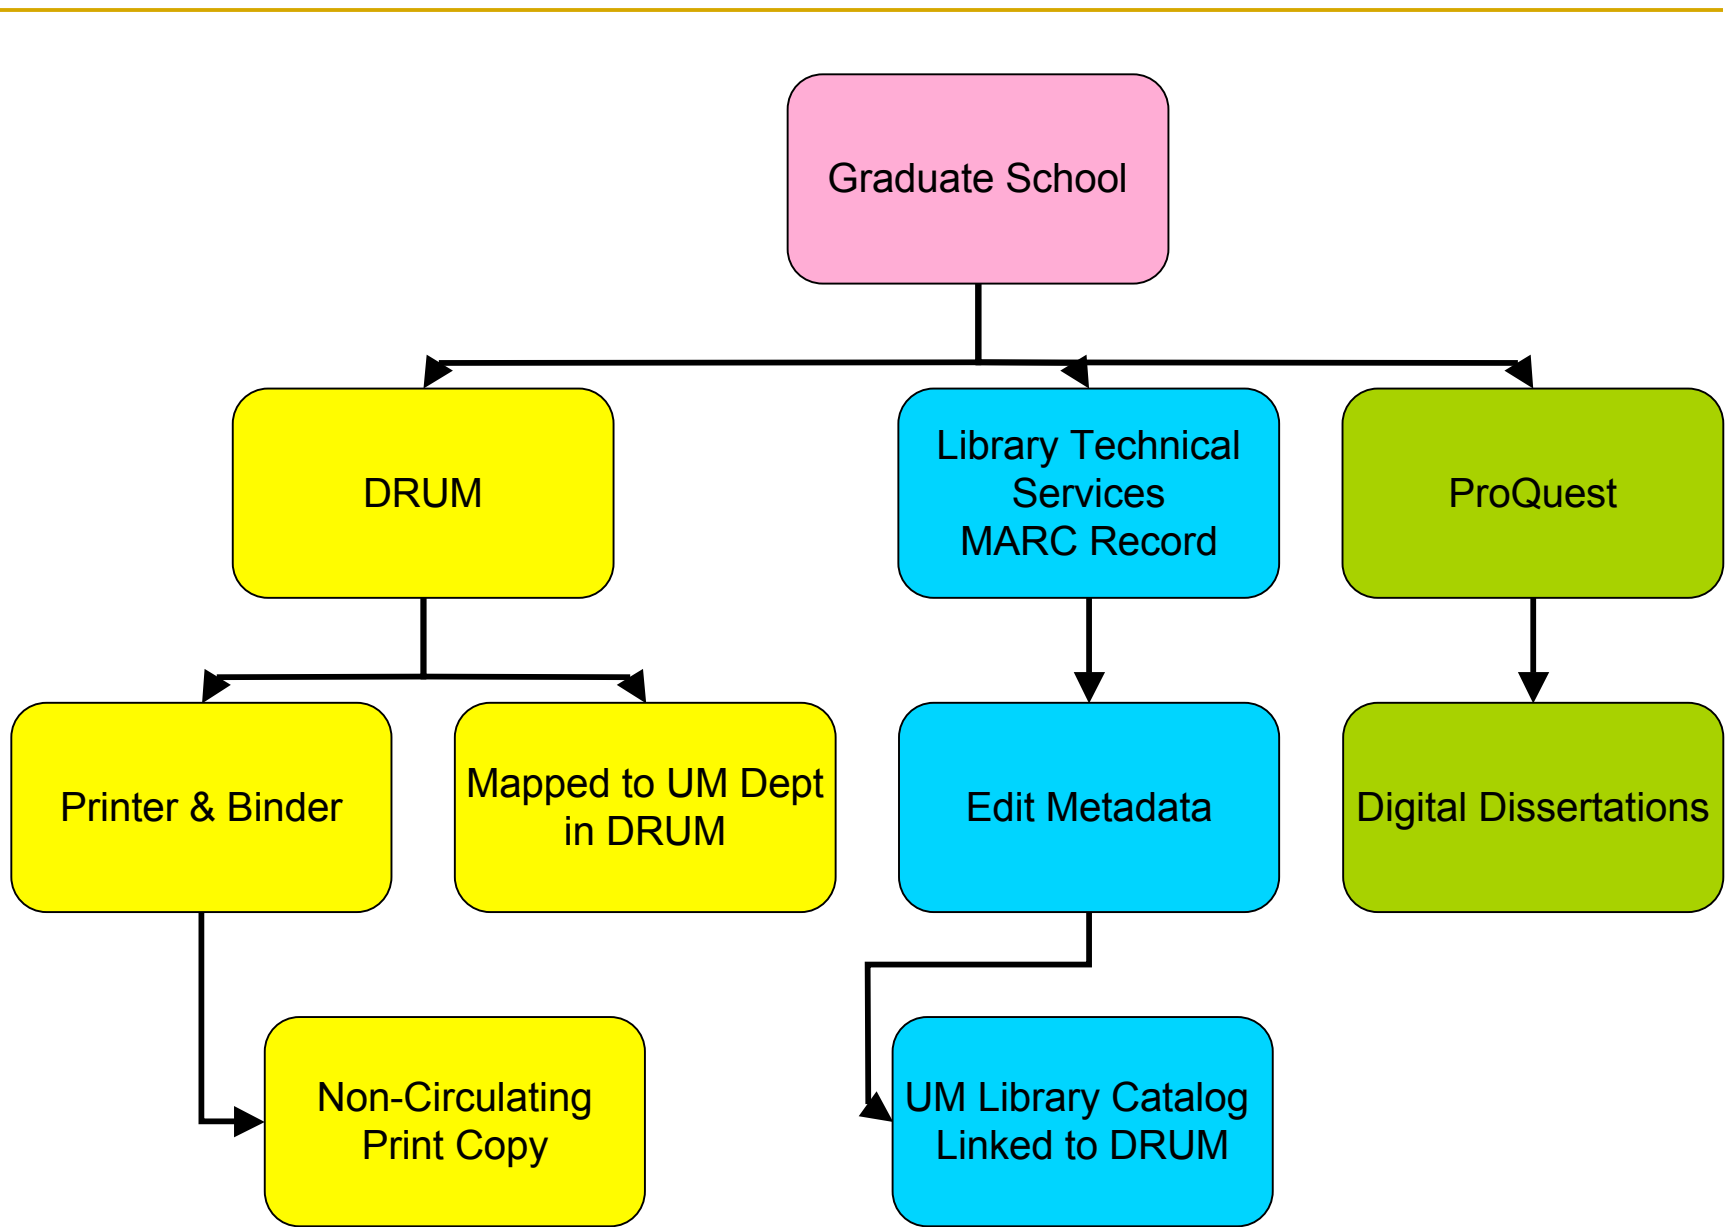 Graduate School
DRUM
Library Technical
Services
MARC Record
ProQuest
Printer & Binder
Mapped to UM Dept
in DRUM
Edit Metadata
Digital Dissertations
Non-Circulating
Print Copy
UM Library Catalog
Linked to DRUM